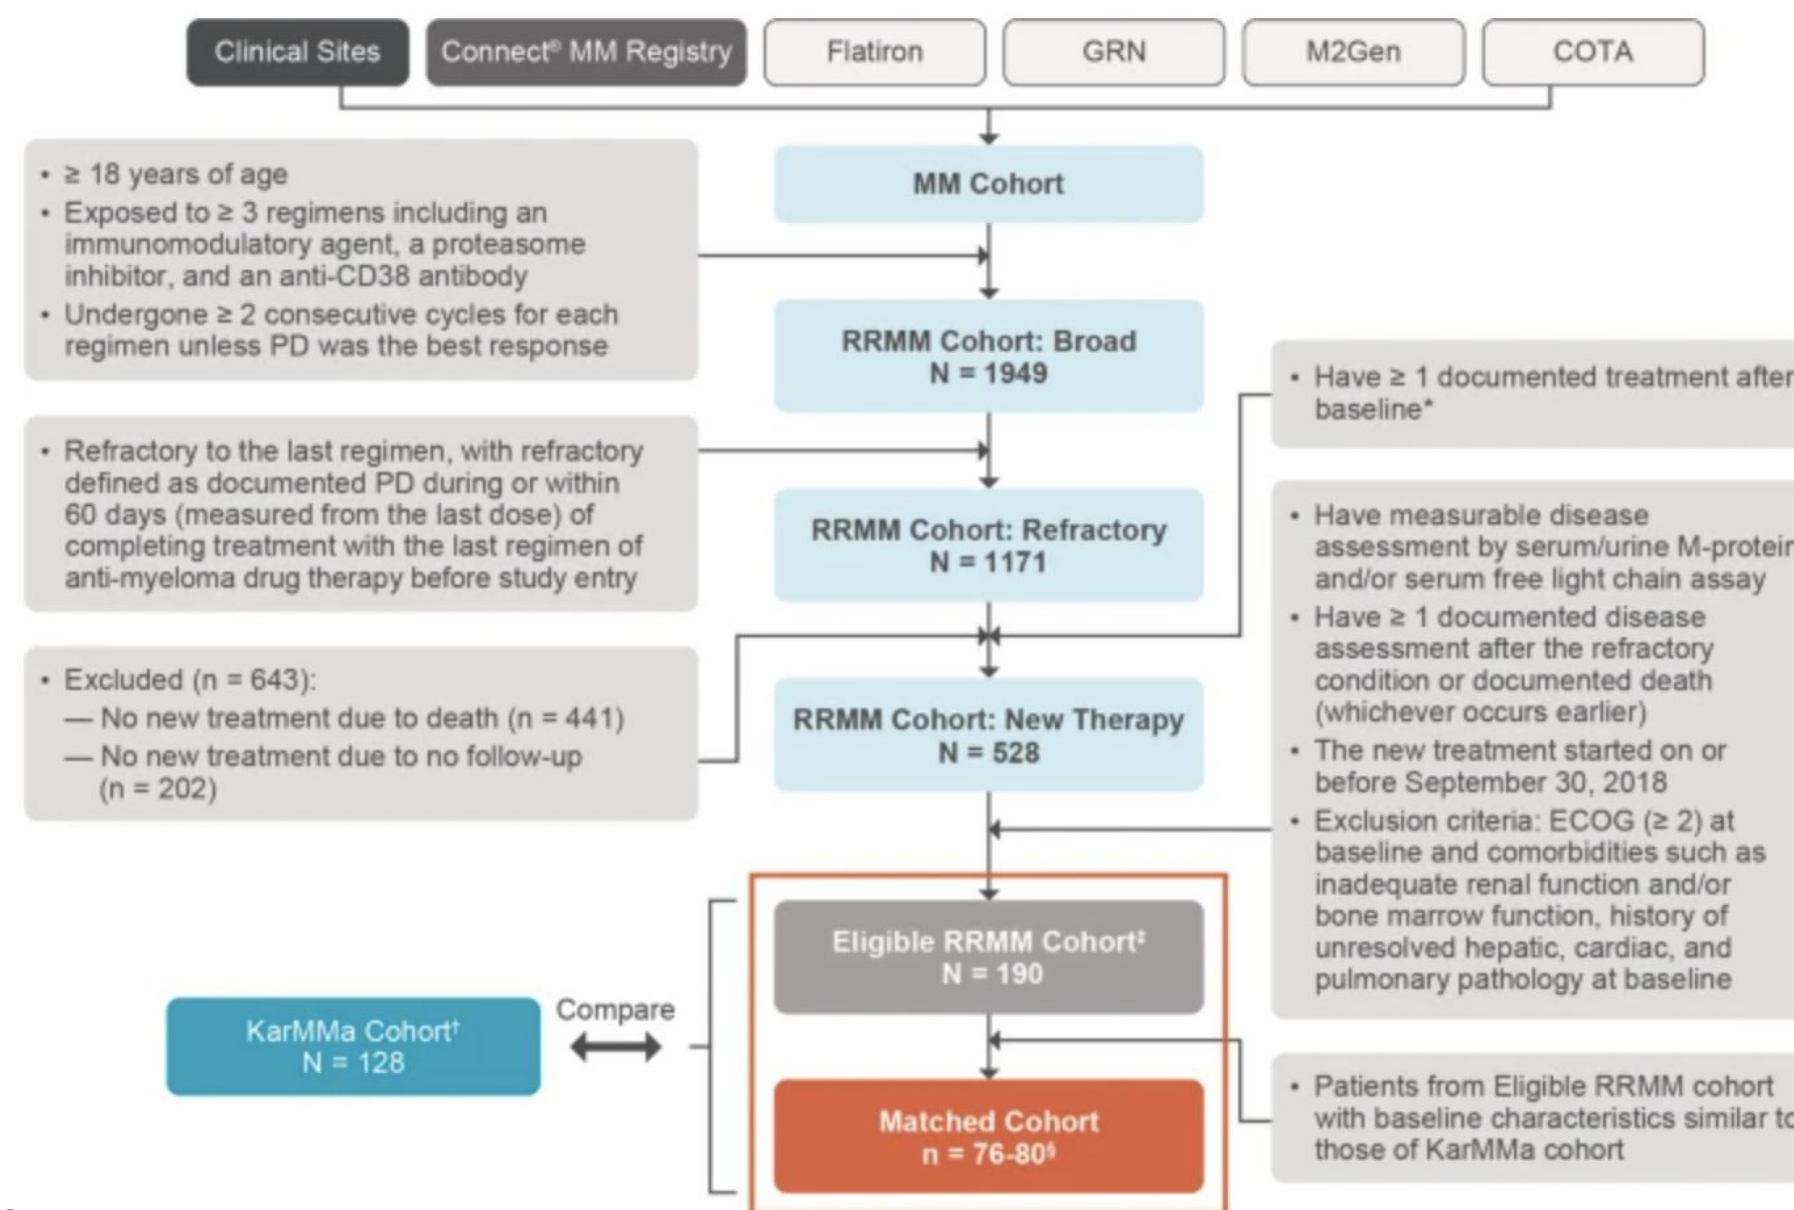 Clinical Sites
Connect® MM Registry
Flatiron
GRN
M2Gen
COTA
MM Cohort
• ≥ 18 years of age
• Exposed to ≥ 3 regimens including an
immunomodulatory agent, a proteasome
inhibitor, and an anti-CD38 antibody
• Undergone ≥ 2 consecutive cycles for each
regimen unless PD was the best response
RRMM Cohort: Broad
N = 1949
• Refractory to the last regimen, with refractory
defined as documented PD during or within
60 days (measured from the last dose) of
completing treatment with the last regimen of
anti-myeloma drug therapy before study entry
RRMM Cohort: Refractory
N = 1171
• Have ≥ 1 documented treatment after
baseline*
• Excluded (n = 643):
— No new treatment due to death (n = 441)
— No new treatment due to no follow-up
(n = 202)
RRMM Cohort: New Therapy
N = 528
• Have measurable disease
assessment by serum/urine M-protein
and/or serum free light chain assay
• Have ≥ 1 documented disease
assessment after the refractory
condition or documented death
(whichever occurs earlier)
• The new treatment started on or
before September 30, 2018
• Exclusion criteria: ECOG (≥ 2) at
baseline and comorbidities such as
inadequate renal function and/or
bone marrow function, history of
unresolved hepatic, cardiac, and
pulmonary pathology at baseline
Eligible RRMM Cohort‡
N = 190
KarMMa Cohort†
N = 128
Compare
Matched Cohort
n = 76-80§
• Patients from Eligible RRMM cohort
with baseline characteristics similar to
those of KarMMa cohort